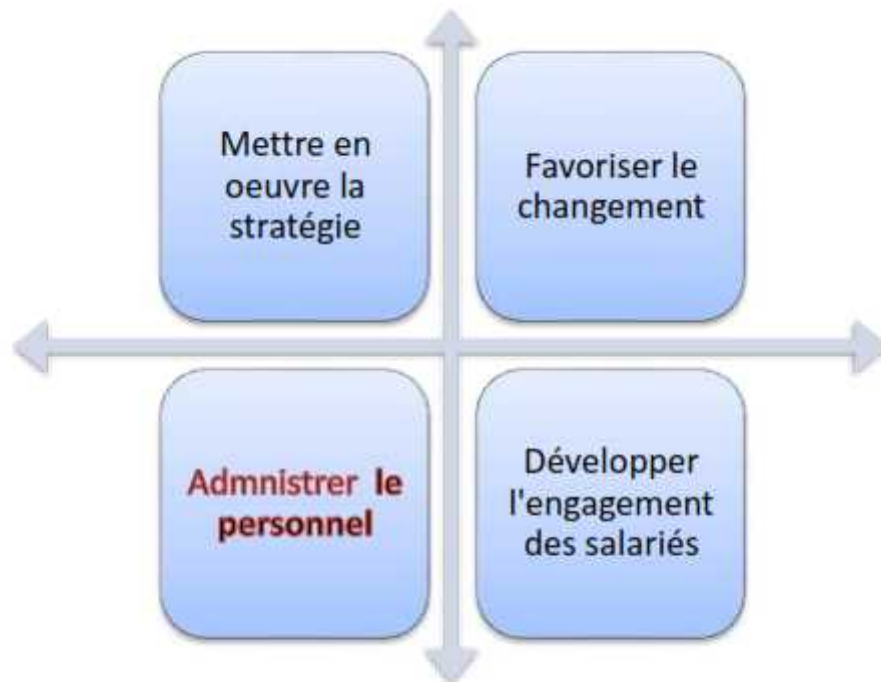 Mettre en
oeuvre la
stratégie
Favoriser le
changement
Admnistrer le
personnel
Développer
l'engagement
des salariés